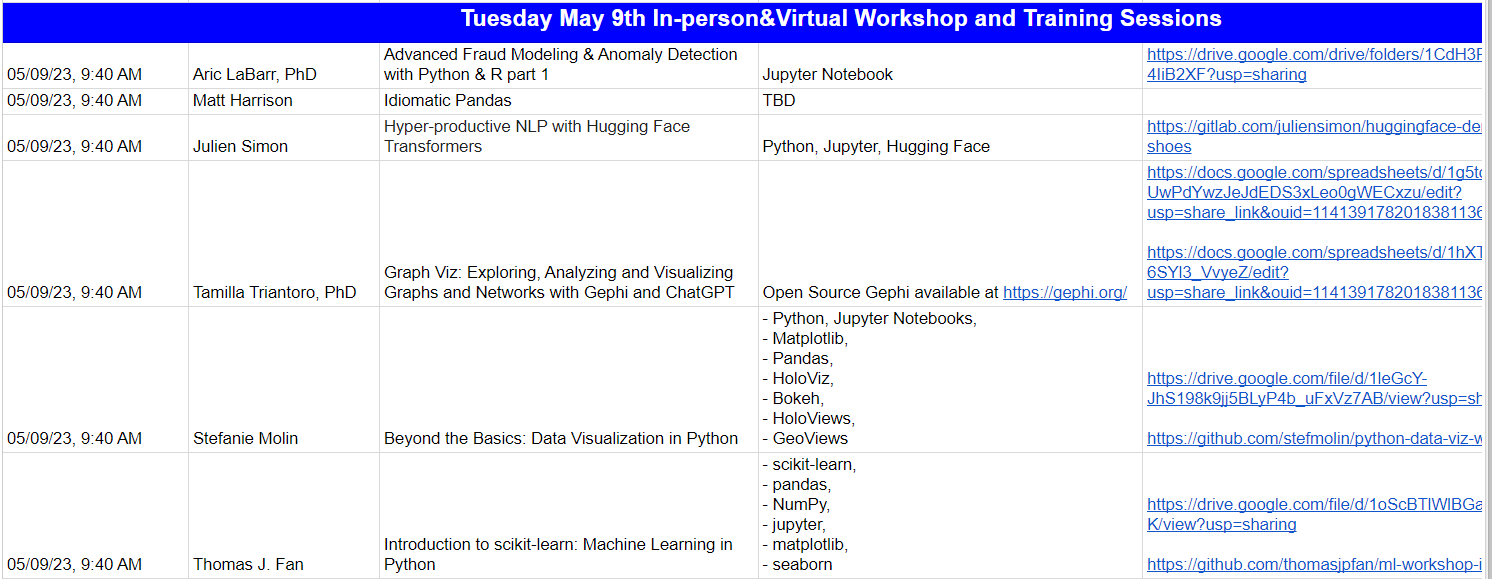 Tuesday May 9th In-person&Virtual Workshop and Training Sessions
05/09/23, 9:40 AM
Aric LaBarr, PhD
Advanced Fraud Modeling & Anomaly Detection
with Python & R part 1
Jupyter Notebook
https://drive.google.com/drive/folders/1CdH3F
4IiB2XF?usp=sharing
05/09/23, 9:40 AM
Matt Harrison
Idiomatic Pandas
TBD
05/09/23, 9:40 AM
Julien Simon
Hyper-productive NLP with Hugging Face
Transformers
Python, Jupyter, Hugging Face
https://gitlab.com/juliensimon/huggingface-de
shoes
05/09/23, 9:40 AM
Tamilla Triantoro, PhD
Graph Viz: Exploring, Analyzing and Visualizing
Graphs and Networks with Gephi and ChatGPT
Open Source Gephi available at https://gephi.org/
https://docs.google.com/spreadsheets/d/1g5to
UwPdYwzJeJdEDS3xLeo0gWECxzu/edit?
usp=share_link&ouid=1141391782018381136
https://docs.google.com/spreadsheets/d/1hXT
6SYI3_VvyeZ/edit?
usp=share_link&ouid=1141391782018381136
05/09/23, 9:40 AM
Stefanie Molin
Beyond the Basics: Data Visualization in Python
- Python, Jupyter Notebooks,
- Matplotlib,
- Pandas,
- HoloViz,
- Bokeh,
- HoloViews,
- GeoViews
https://drive.google.com/file/d/1leGcY-
JhS198k9jj5BLyP4b_uFxVz7AB/view?usp=sh
https://github.com/stefmolin/python-data-viz-w
05/09/23, 9:40 AM
Thomas J. Fan
Introduction to scikit-learn: Machine Learning in
Python
- scikit-learn,
- pandas,
- NumPy,
- jupyter,
- matplotlib,
- seaborn
https://drive.google.com/file/d/1oScBTlWlBGa
K/view?usp=sharing
https://github.com/thomasjpfan/ml-workshop-i